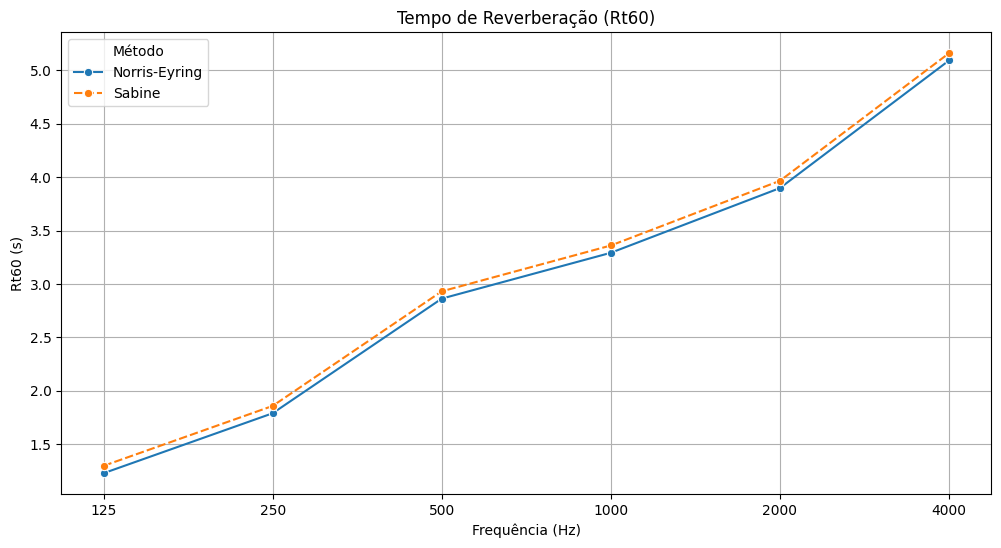 Tempo de Reverberação (Rt60)
Método
Norris-Eyring
Sabine
5.0
4.5
4.0
3.5
3.0
2.5
2.0
1.5
Rt60 (s)
125 250 500 1000 2000 4000
Frequência (Hz)